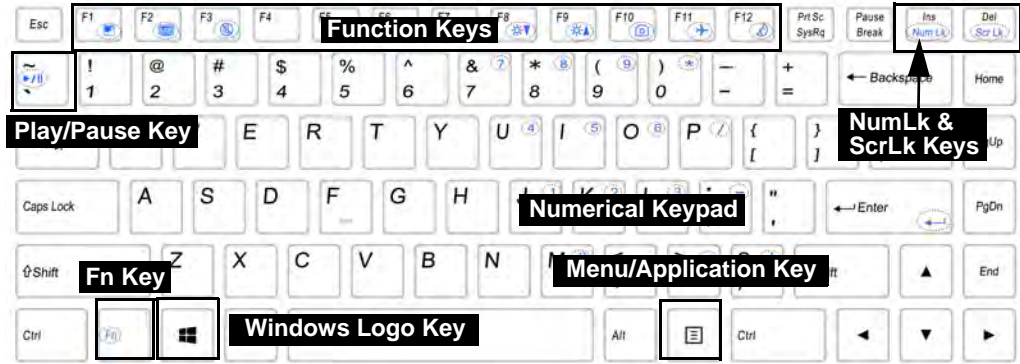 Esc F1 F2 F3 F4 F8 F9 F10 F11 F12 Prt Sc SysRq Pause Break Ins Num Lk Del Scr Lk
Function Keys
~ ` ! 1 @ 2 # 3 $ 4 % 5 ^ 6 & 7 7 * 8 8 ( 9 9 ) 0 * — - + = ← Backspace Home
Play/Pause Key
NumLk &
ScrLk Keys
E R T Y U 4 I 5 O 6 P / { [ } ]
Caps Lock A S D F G H " ' Enter PgDn
Numerical Keypad
Shift Z X C V B N End
Fn Key
Menu/Application Key
Ctrl Fn Alt Ctrl
Windows Logo Key